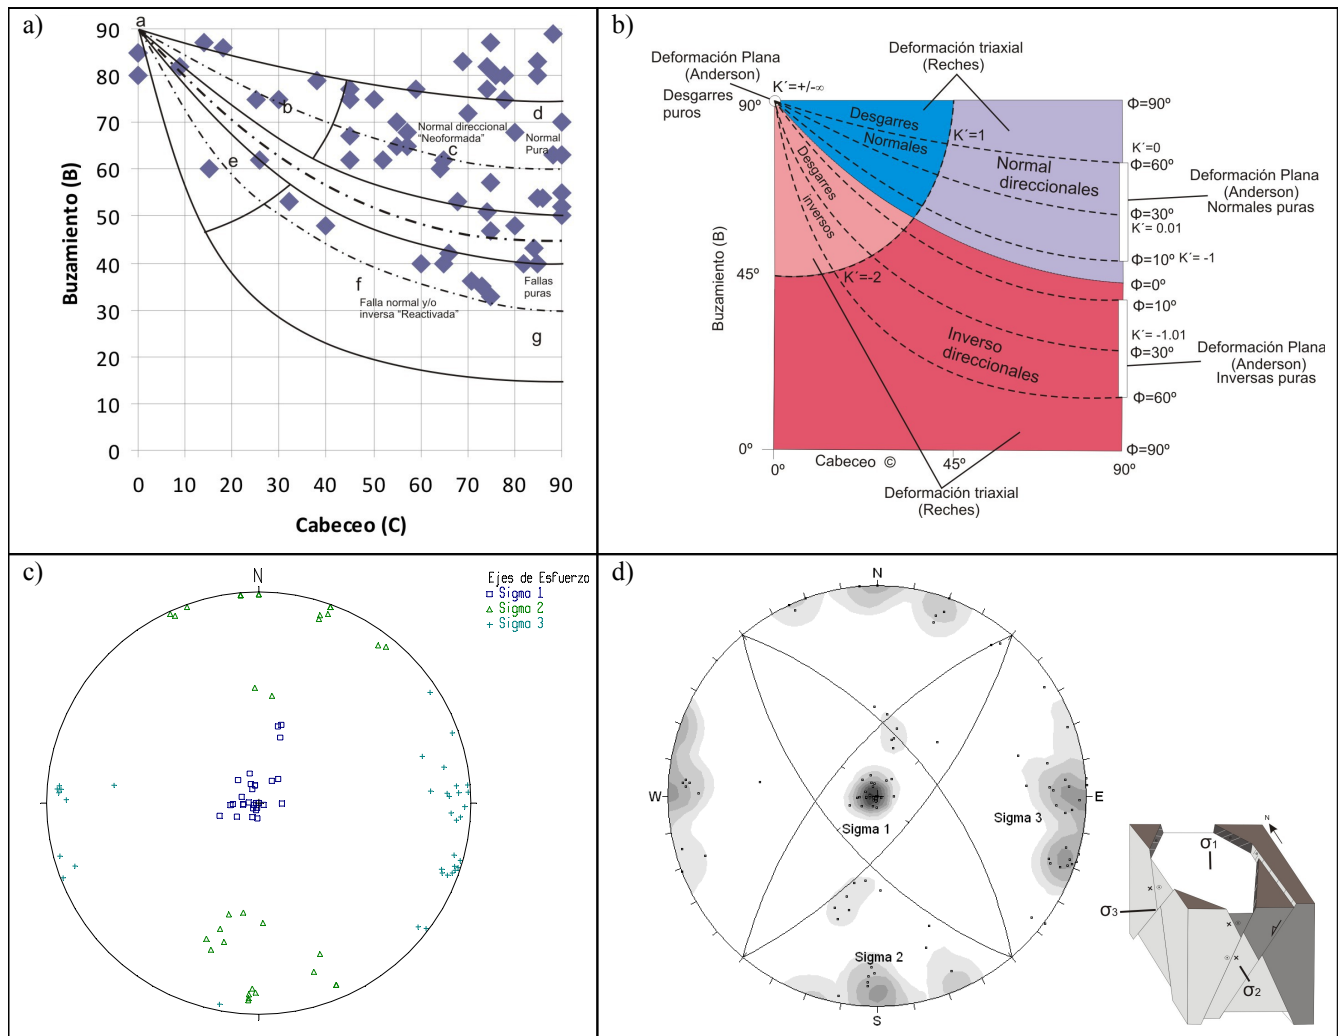 a)
90
80
70
60
50
40
30
20
10
0
Buzamiento (B)
0 10 20 30 40 50 60 70 80 90
Cabeceo (C)
a
b
c
d
e
f
g
Normal direccional
"Neoformada"
Normal
Pura
Fallas
puras
Falla normal y/o
inversa "Reactivada"
b)
Deformación triaxial
(Reches)
Deformación Plana
(Anderson)
Desgarres
puros
K´=+/-∞
90º
45º
0º
Buzamiento (B)
Desgarres
Normales
K´=1
Normal
direccionales
Desgarres
inversos
K´=-2
Inverso
direccionales
Φ=90º
K´=0
Φ=60º
Φ=30º
K´= 0.01
Φ=10º K´= -1
Φ=0º
Φ=10º
K´= -1.01
Φ=30º
Φ=60º
Φ=90º
Deformación Plana
(Anderson)
Normales puras
Deformación Plana
(Anderson)
Inversas puras
0º
Cabeceo ©
45º
90º
Deformación triaxial
(Reches)
c)
N
Ejes de Esfuerzo
Sigma 1
Sigma 2
Sigma 3
d)
N
W
E
S
Sigma 1
Sigma 3
Sigma 2
N
σ1
σ3
σ2